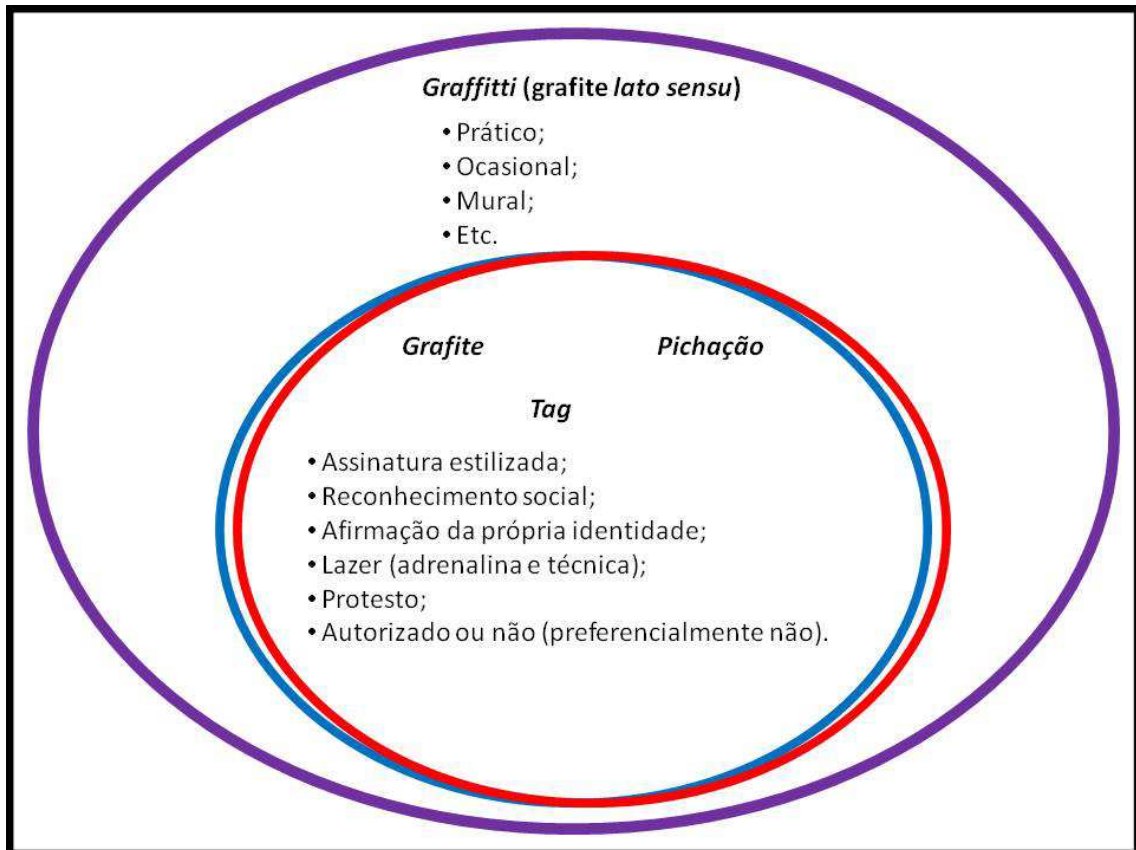 Graffitti (grafite lato sensu)
• Prático;
• Ocasional;
• Mural;
• Etc.
Grafite Pichação
Tag
• Assinatura estilizada;
• Reconhecimento social;
• Afirmação da própria identidade;
• Lazer (adrenalina e técnica);
• Protesto;
• Autorizado ou não (preferencialmente não).